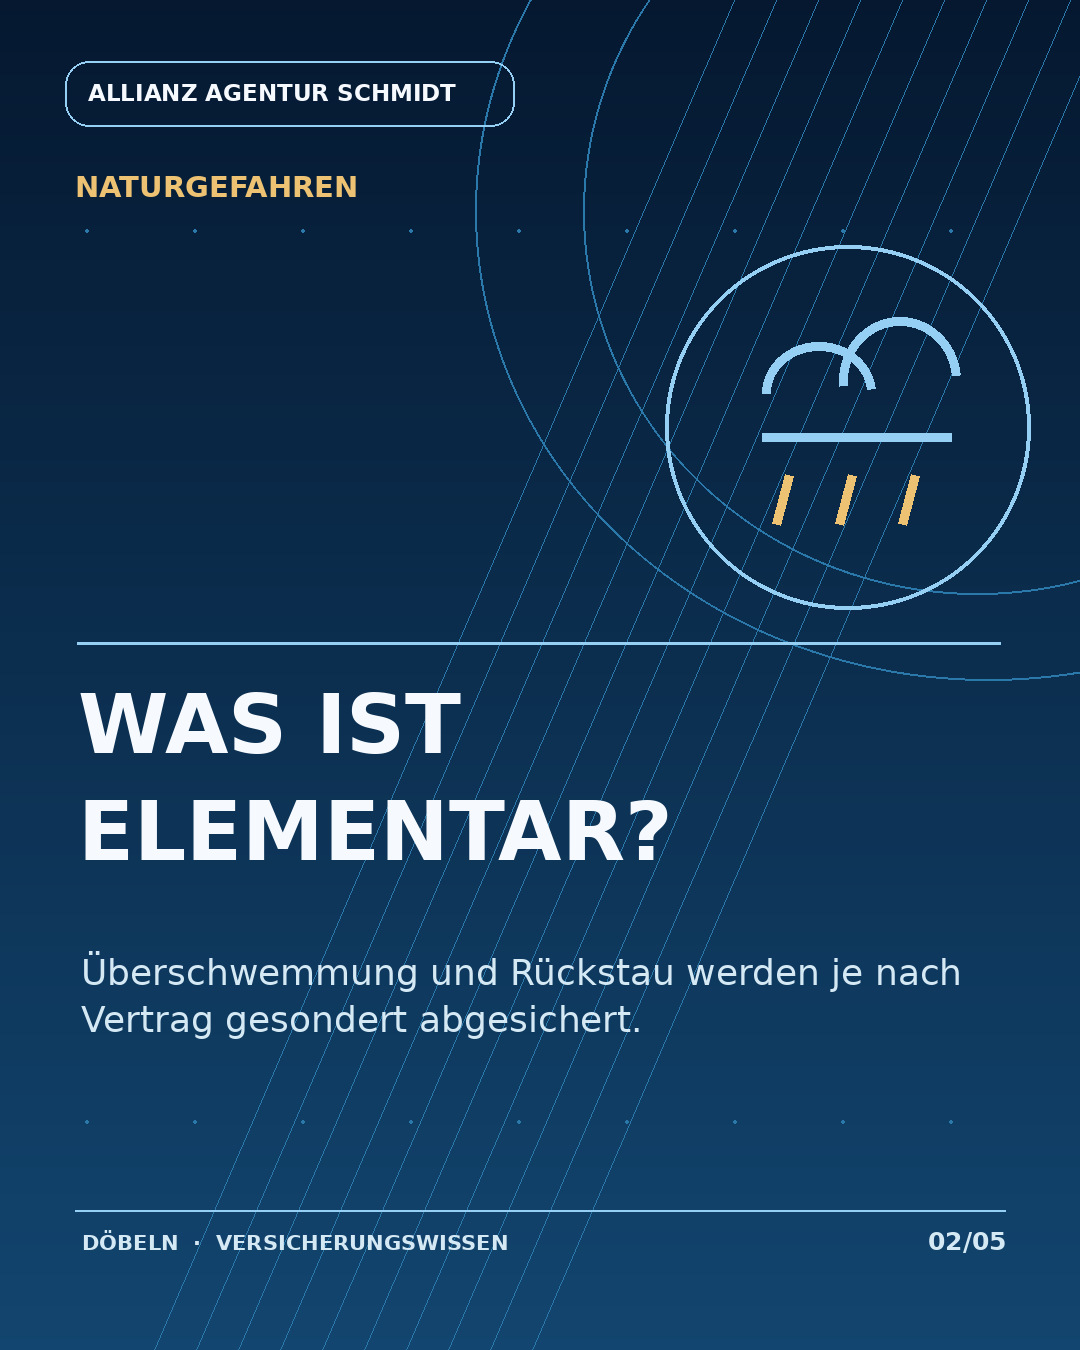 ALLIANZ AGENTUR SCHMIDT
NATURGEFAHREN
WAS IST
ELEMENTAR?
Überschwemmung und Rückstau werden je nach
Vertrag gesondert abgesichert.
DÖBELN · VERSICHERUNGSWISSEN
02/05